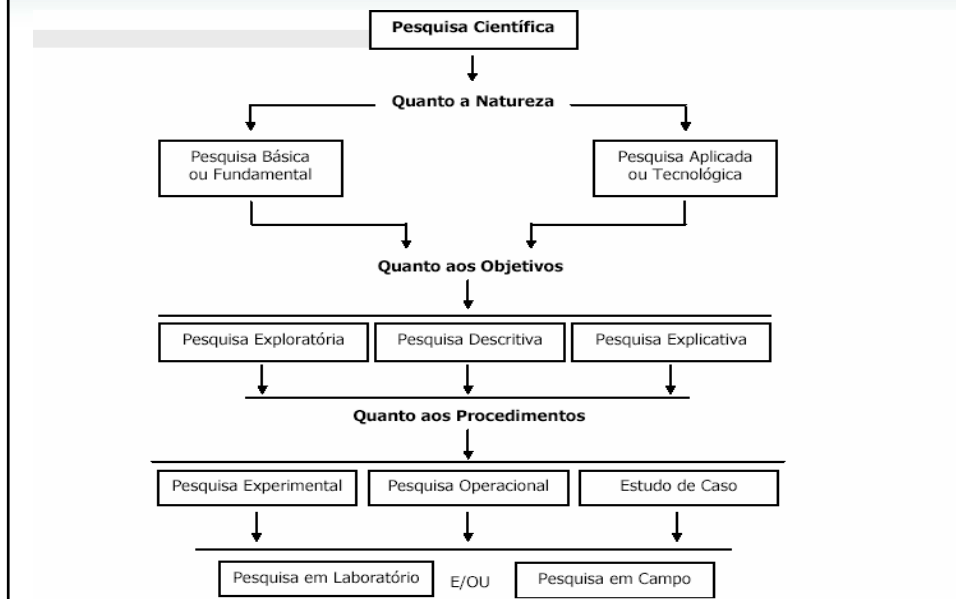 Pesquisa Científica
Quanto a Natureza
Pesquisa Básica
ou Fundamental
Pesquisa Aplicada
ou Tecnológica
Quanto aos Objetivos
Pesquisa Exploratória
Pesquisa Descritiva
Pesquisa Explicativa
Quanto aos Procedimentos
Pesquisa Experimental
Pesquisa Operacional
Estudo de Caso
Pesquisa em Laboratório
E/OU
Pesquisa em Campo